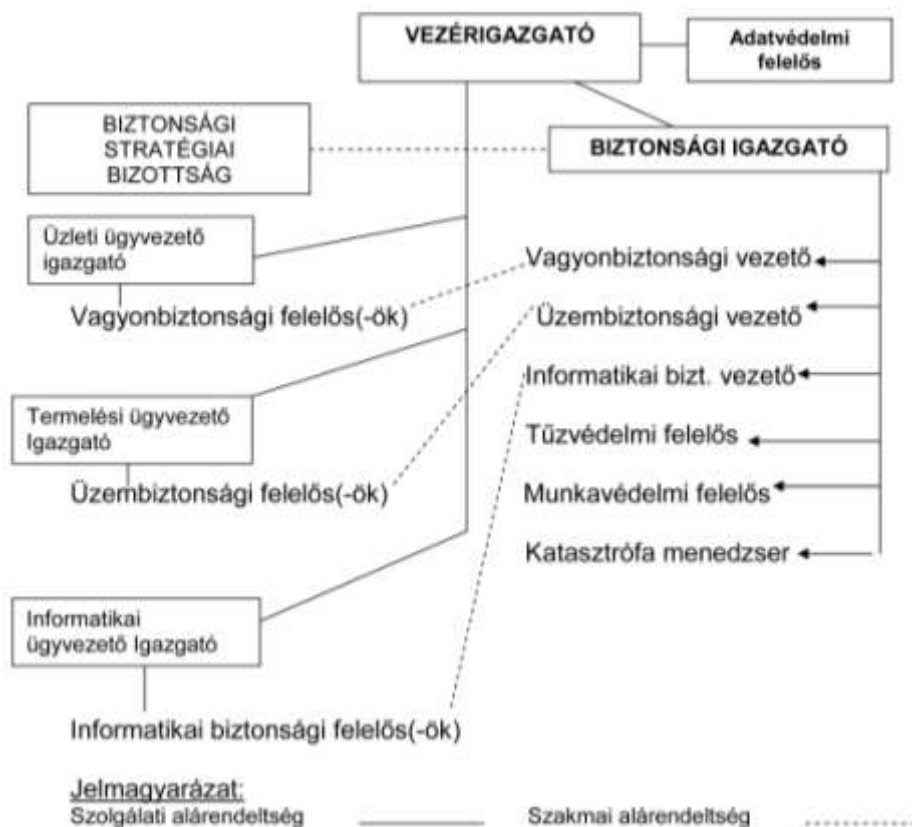 VEZÉRIGAZGATÓ
Adatvédelmi
felelős
BIZTONSÁGI
STRATÉGIAI
BIZOTTSÁG
BIZTONSÁGI IGAZGATÓ
Üzleti ügyvezető
igazgató
Vagyonbiztonsági felelős(-ök)
Vagyonbiztonsági vezető
Üzembiztonsági vezető
Informatikai bizt. vezető
Tűzvédelmi felelős
Munkavédelmi felelős
Katasztrófa menedzser
Termelési ügyvezető
Igazgató
Üzembiztonsági felelős(-ök)
Informatikai
ügyvezető Igazgató
Informatikai biztonsági felelős(-ök)
Jelmagyarázat:
Szolgálati alárendeltség
Szakmai alárendeltség